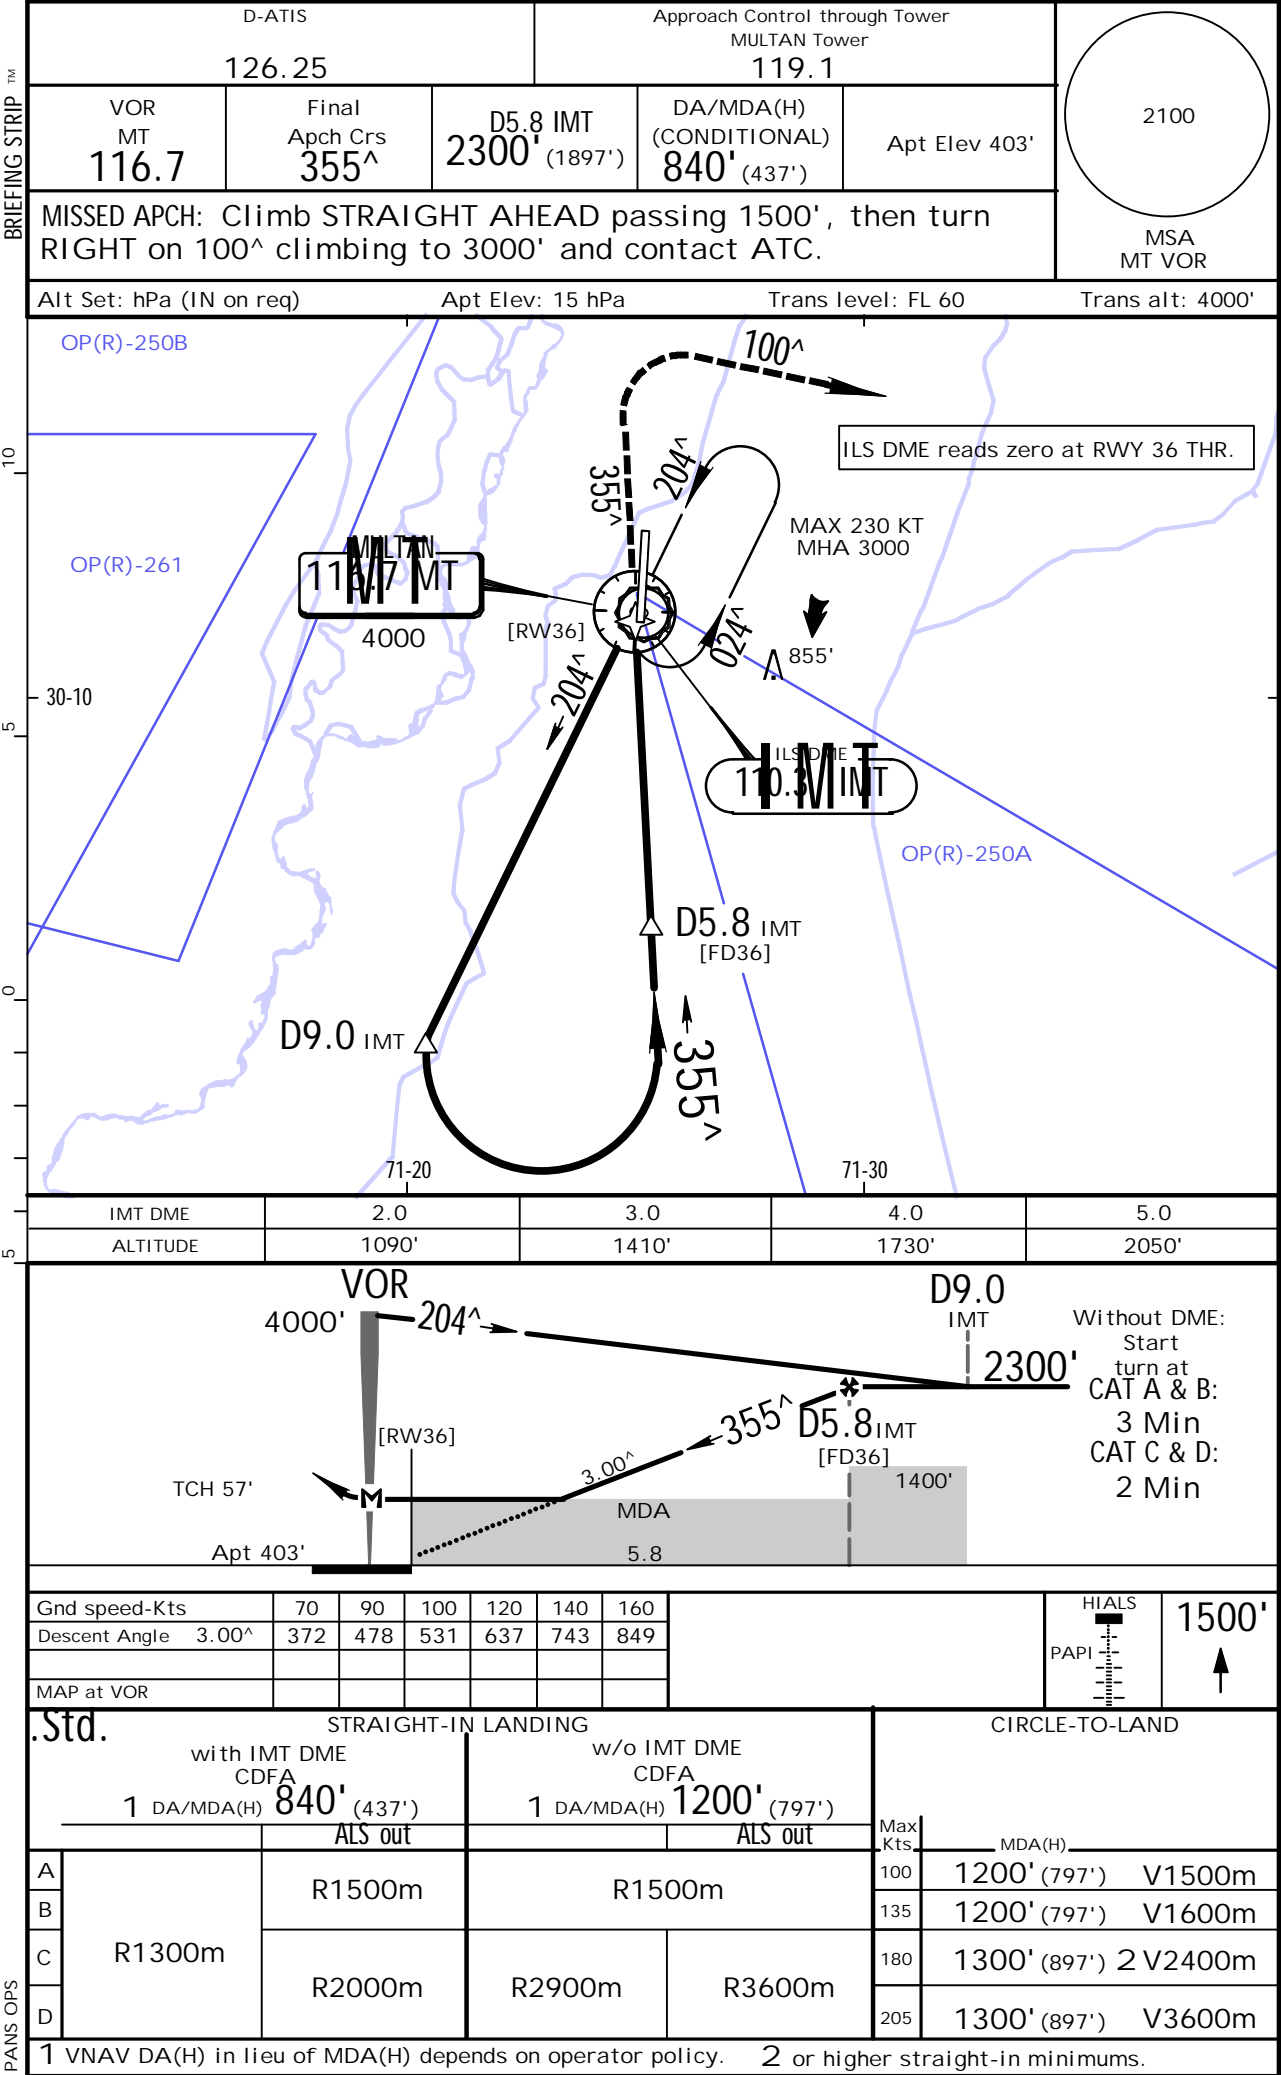 BRIEFING STRIP TM
D-ATIS
126.25
Approach Control through Tower
MULTAN Tower
119.1
VOR
MT
116.7
Final
Apch Crs
355^
D5.8 IMT
2300' (1897')
DA/MDA(H)
(CONDITIONAL)
840' (437')
Apt Elev 403'
2100
MSA
MT VOR
MISSED APCH: Climb STRAIGHT AHEAD passing 1500', then turn
RIGHT on 100^ climbing to 3000' and contact ATC.
Alt Set: hPa (IN on req) Apt Elev: 15 hPa Trans level: FL 60 Trans alt: 4000'
OP(R)-250B
100^
ILS DME reads zero at RWY 36 THR.
10
204^
355^
MAX 230 KT
MHA 3000
OP(R)-261
MULTAN
116.7 MT
M T
4000
[RW36]
024^
855'
204^
30-10
5
ILS DME
110.3 IMT
I M T
OP(R)-250A
D5.8 IMT
[FD36]
0
D9.0 IMT
355^
71-20
71-30
5
IMT DME 2.0 3.0 4.0 5.0
ALTITUDE 1090' 1410' 1730' 2050'
VOR
4000'
204^
D9.0
IMT
2300'
Without DME:
Start
turn at
CAT A & B:
3 Min
CAT C & D:
2 Min
355^
D5.8 IMT
[FD36]
[RW36]
3.00^
1400'
TCH 57'
M
MDA
Apt 403'
5.8
Gnd speed-Kts 70 90 100 120 140 160
Descent Angle 3.00^ 372 478 531 637 743 849
MAP at VOR
HIALS
PAPI
1500'
.Std.
STRAIGHT-IN LANDING
CIRCLE-TO-LAND
with IMT DME
CDFA
1 DA/MDA(H) 840' (437')
w/o IMT DME
CDFA
1 DA/MDA(H) 1200' (797')
ALS out
ALS out
Max
Kts
MDA(H)
A
B
C
D
R1300m
R1500m
R2000m
R1500m
R2900m
R3600m
100 1200' (797') V1500m
135 1200' (797') V1600m
180 1300' (897') 2 V2400m
205 1300' (897') V3600m
PANS OPS
1 VNAV DA(H) in lieu of MDA(H) depends on operator policy. 2 or higher straight-in minimums.